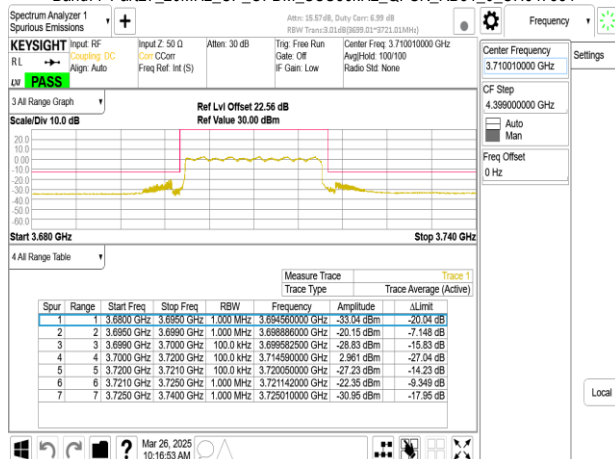 Spectrum Analyzer 1
Spurious Emissions
+
Attn: 15.57dB, Duty Corr: 6.99 dB
RBW Trans:3.01dB(3699.01~3721.01MHz)
Frequency
Settings
KEYSIGHT
RL
PASS
Input: RF
Coupling: DC
Align: Auto
Input Z: 50 Ω
Corr CCorr
Freq Ref: Int (S)
Atten: 30 dB
Trig: Free Run
Gate: Off
IF Gain: Low
Center Freq: 3.710010000 GHz
Avg|Hold: 100/100
Radio Std: None
Center Frequency
3.710010000 GHz
CF Step
4.399000000 GHz
Auto
Man
Freq Offset
0 Hz
Local
3 All Range Graph
Scale/Div 10.0 dB
Ref Lvl Offset 22.56 dB
Ref Value 30.00 dBm
20.0
10.0
0.00
-10.0
-20.0
-30.0
-40.0
-50.0
-60.0
Start 3.680 GHz
Stop 3.740 GHz
4 All Range Table
Measure Trace Trace 1
Trace Type Trace Average (Active)
Spur Range Start Freq Stop Freq RBW Frequency Amplitude ΔLimit
1 1 3.6800 GHz 3.6950 GHz 1.000 MHz 3.694560000 GHz -33.04 dBm -20.04 dB
2 2 3.6950 GHz 3.6990 GHz 1.000 MHz 3.698886000 GHz -20.15 dBm -7.148 dB
3 3 3.6990 GHz 3.7000 GHz 100.0 kHz 3.699582500 GHz -28.83 dBm -15.83 dB
4 4 3.7000 GHz 3.7200 GHz 100.0 kHz 3.714590000 GHz 2.961 dBm -27.04 dB
5 5 3.7200 GHz 3.7210 GHz 100.0 kHz 3.720050000 GHz -27.23 dBm -14.23 dB
6 6 3.7210 GHz 3.7250 GHz 1.000 MHz 3.721142000 GHz -22.35 dBm -9.349 dB
7 7 3.7250 GHz 3.7400 GHz 1.000 MHz 3.725010000 GHz -30.95 dBm -17.95 dB
?
Mar 26, 2025
10:16:53 AM